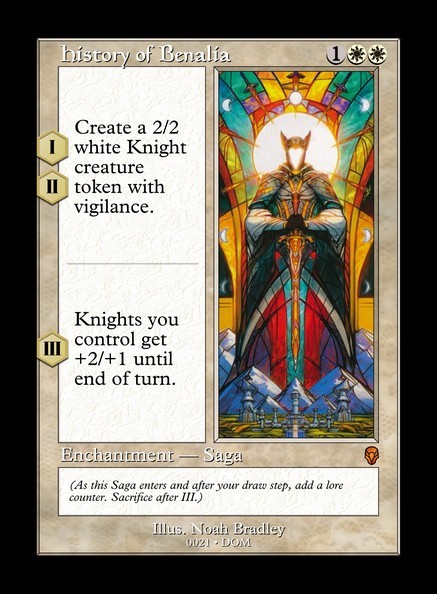 History of Benalia 1
I
II
Create a 2/2
white Knight
creature
token with
vigilance.
III
Knights you
control get
+2/+1 until
end of turn.
Enchantment — Saga
(As this Saga enters and after your draw step, add a lore
counter. Sacrifice after III.)
Illus. Noah Bradley
0021 • DOM